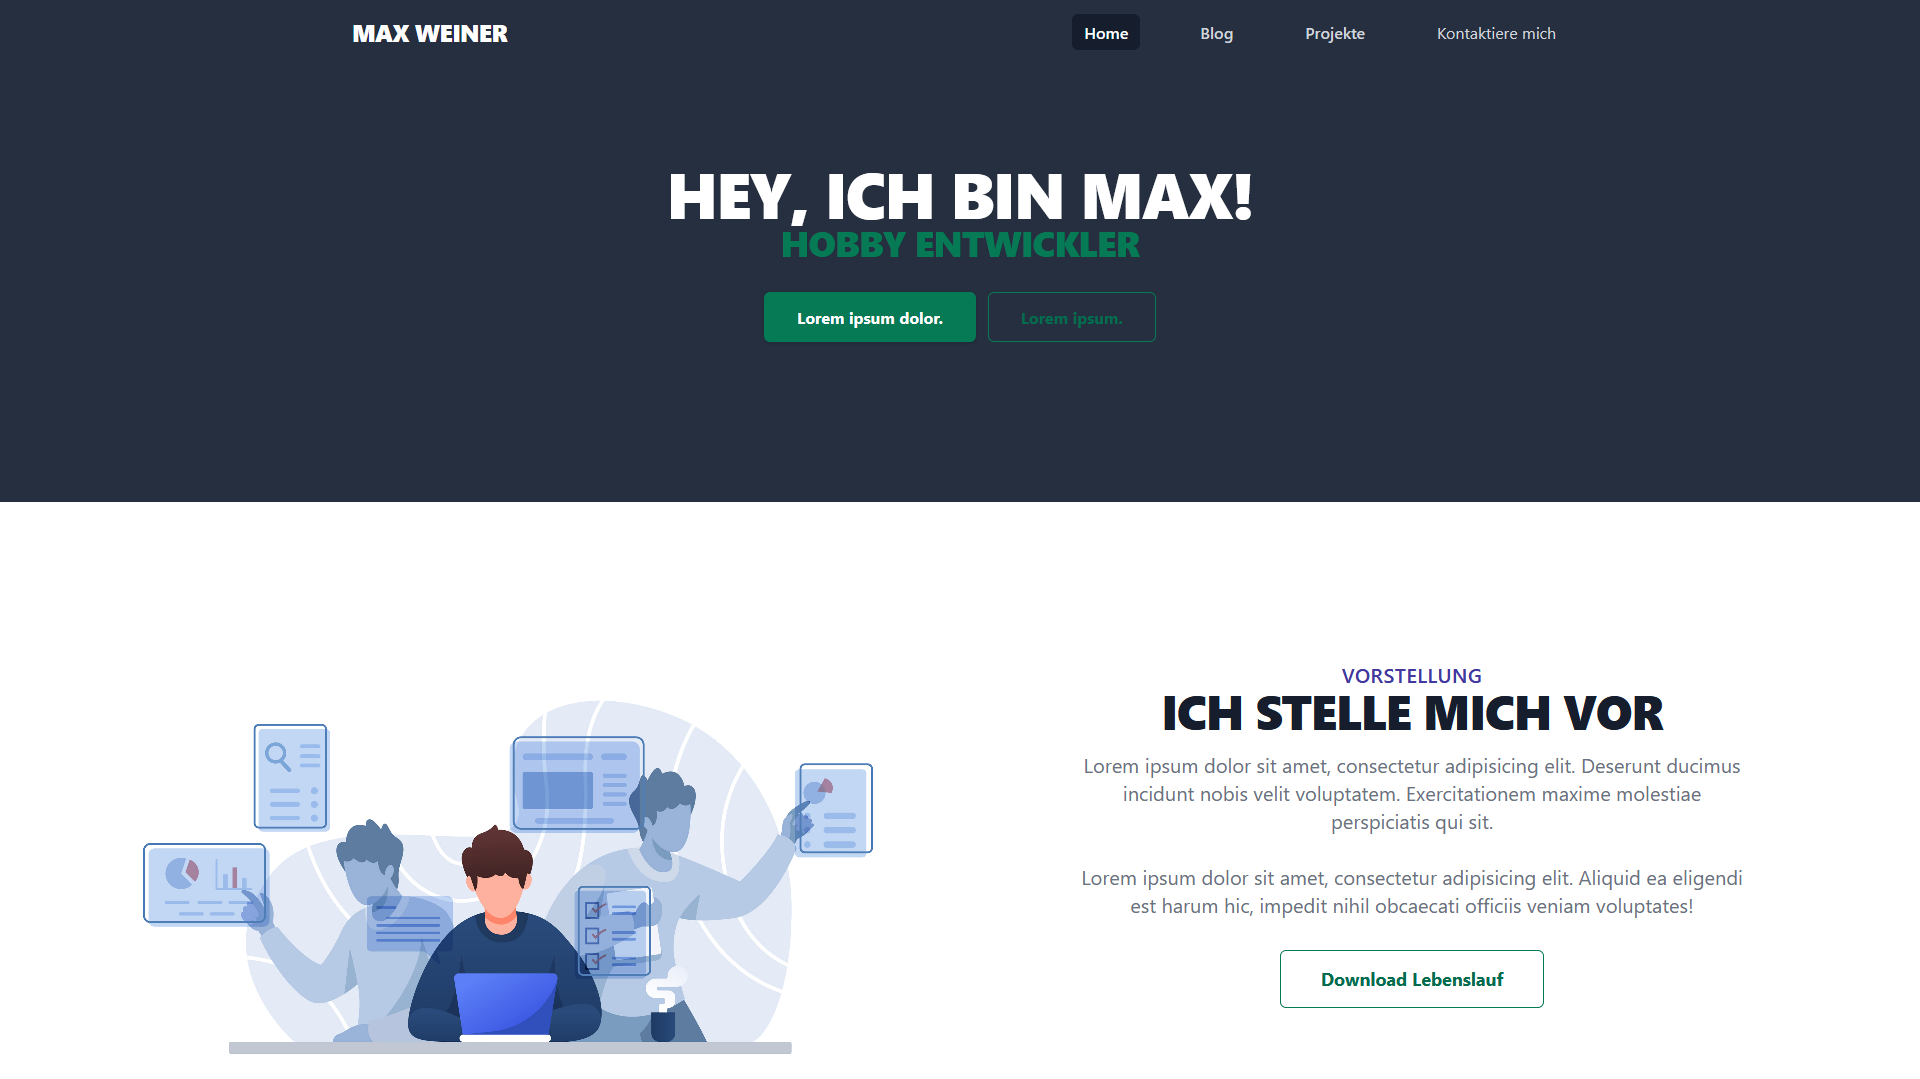 MAX WEINER
Home
Blog
Projekte
Kontaktiere mich
HEY, ICH BIN MAX!
HOBBY ENTWICKLER
Lorem ipsum dolor.
Lorem ipsum.
VORSTELLUNG
ICH STELLE MICH VOR
Lorem ipsum dolor sit amet, consectetur adipisicing elit. Deserunt ducimus
incidunt nobis velit voluptatem. Exercitationem maxime molestiae
perspiciatis qui sit.
Lorem ipsum dolor sit amet, consectetur adipisicing elit. Aliquid ea eligendi
est harum hic, impedit nihil obcaecati officiis veniam voluptates!
Download Lebenslauf